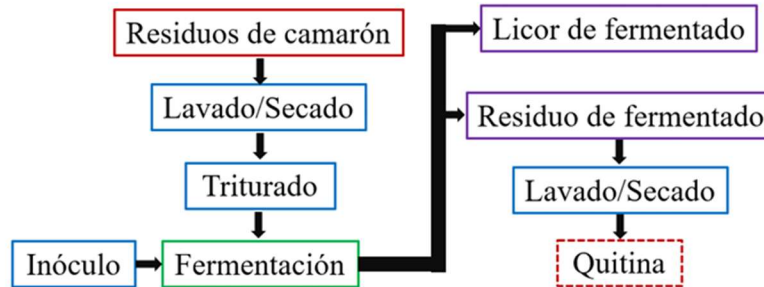 Residuos de camarón
Lavado/Secado
Triturado
Inóculo
Fermentación
Licor de fermentado
Residuo de fermentado
Lavado/Secado
Quitina